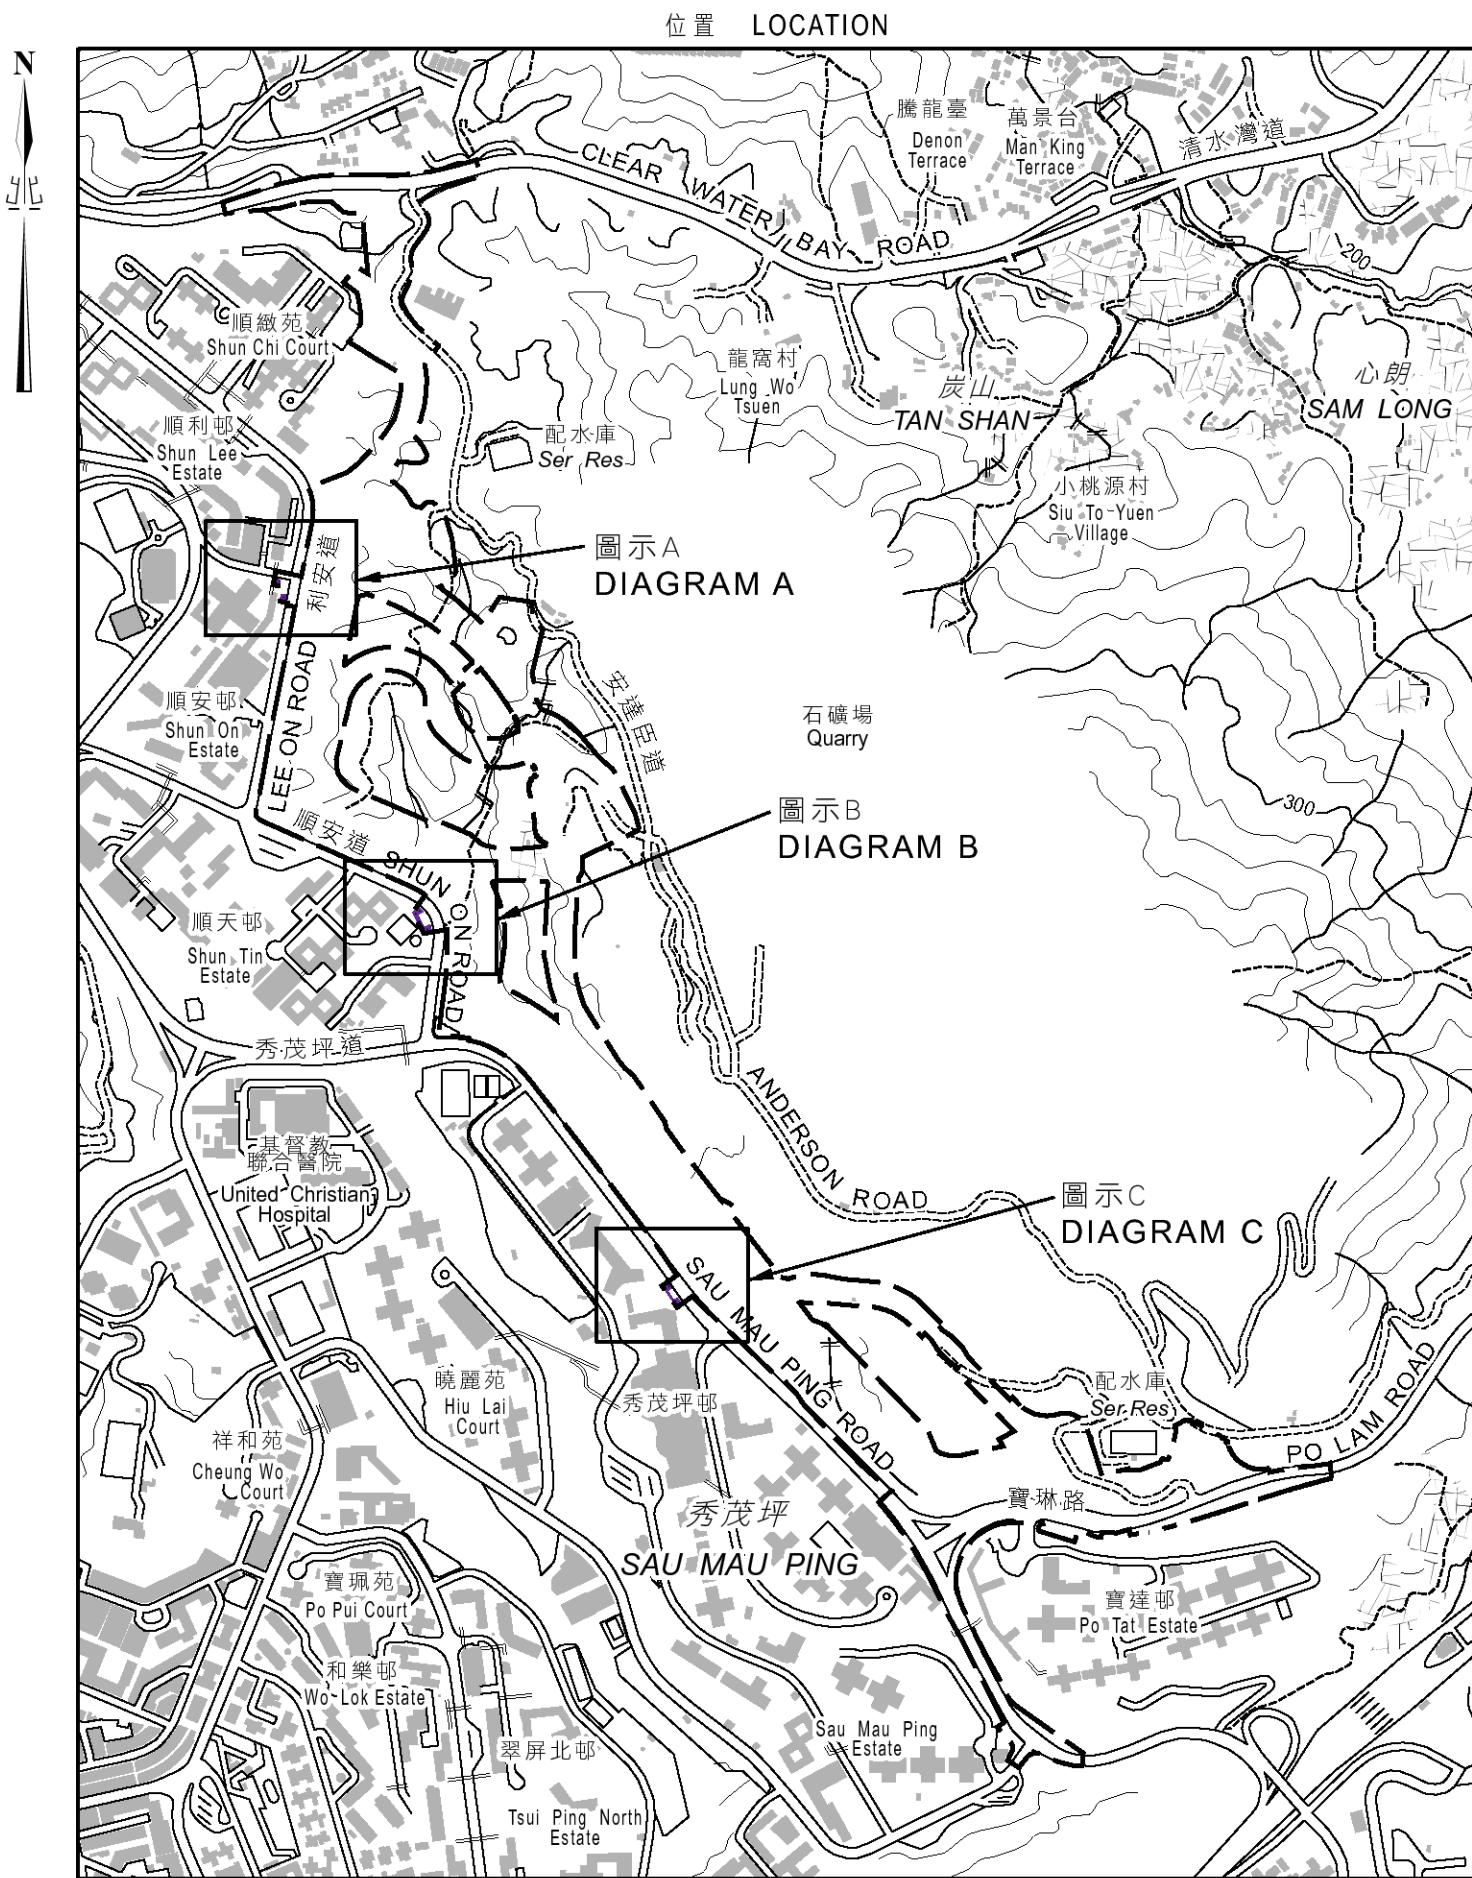 位置 LOCATION
N
北
騰龍臺
Denon
Terrace
萬景台
Man King
Terrace
清水灣道
CLEAR WATER BAY ROAD
200
順緻苑
Shun Chi Court
龍窩村
Lung Wo
Tsuen
炭山
TAN SHAN
心朗
SAM LONG
順利邨
Shun Lee
Estate
配水庫
Ser Res
小桃源村
Siu To Yuen
Village
圖示A
DIAGRAM A
利安道
LEE ON ROAD
順安邨
Shun On
Estate
安達臣道
石礦場
Quarry
300
圖示B
DIAGRAM B
順安道 SHUN ON ROAD
順天邨
Shun Tin
Estate
秀茂坪道
基督教
聯合醫院
United Christian
Hospital
ANDERSON ROAD
圖示C
DIAGRAM C
SAU MAU PING ROAD
曉麗苑
Hiu Lai
Court
秀茂坪邨
配水庫
Ser Res
PO LAM ROAD
祥和苑
Cheung Wo
Court
寶琳路
秀茂坪
SAU MAU PING
寶珮苑
Po Pui Court
寶達邨
Po Tat Estate
和樂邨
Wo Lok Estate
翠屏北邨
Tsui Ping North
Estate
Sau Mau Ping
Estate